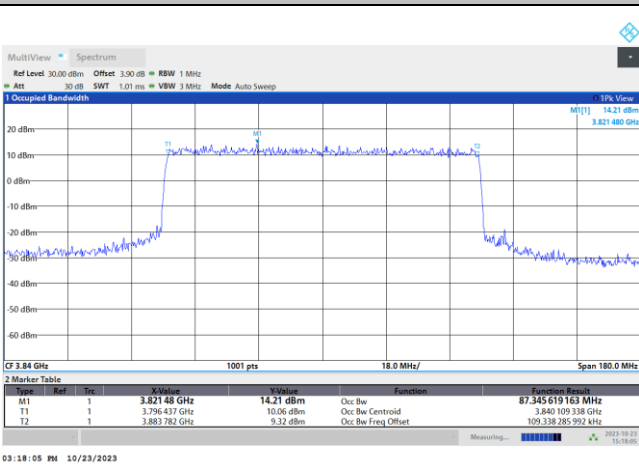 MultiView Spectrum
Ref Level 30.00 dBm Offset 3.90 dB RBW 1 MHz
Att 30 dB SWT 1.01 ms VBW 3 MHz Mode Auto Sweep
1 Occupied Bandwidth 1Pk View
M1[1] 14.21 dBm
3.821 480 GHz
20 dBm
M1
T1
T2
10 dBm
0 dBm
-10 dBm
-20 dBm
-30 dBm
-40 dBm
-50 dBm
-60 dBm
CF 3.84 GHz 1001 pts 18.0 MHz/ Span 180.0 MHz
2 Marker Table
Type Ref Trc X-Value Y-Value Function Function Result
M1 1 3.821 48 GHz 14.21 dBm Occ Bw 87.345 619 163 MHz
T1 1 3.796 437 GHz 10.06 dBm Occ Bw Centroid 3.840 109 338 GHz
T2 1 3.883 782 GHz 9.32 dBm Occ Bw Freq Offset 109.338 285 992 kHz
Measuring... 2023-10-23
15:18:05
03:18:05 PM 10/23/2023